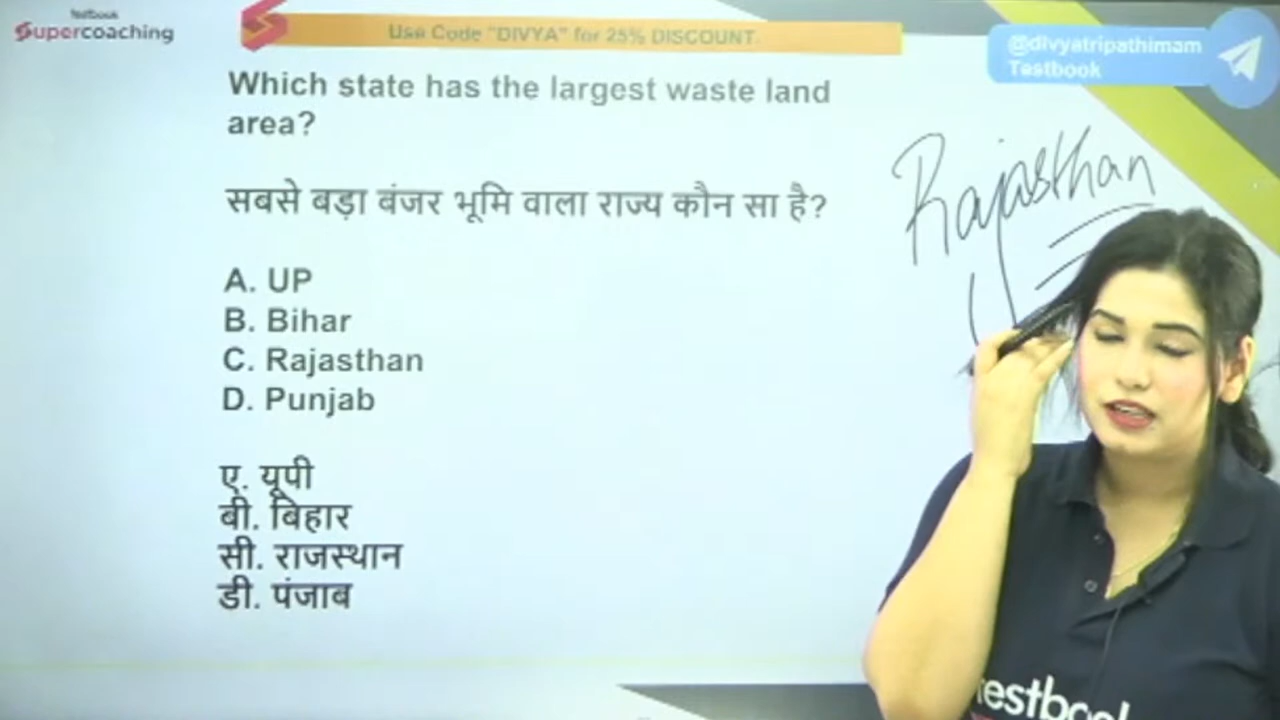 Testbook
Supercoaching
Use Code "DIVYA" for 25% DISCOUNT
@divyatripathimam
Testbook
Which state has the largest waste land
area?
Rajasthan
सबसे बड़ा बंजर भूमि वाला राज्य कौन सा है?
A. UP
B. Bihar
C. Rajasthan
D. Punjab
ए. यूपी
बी. बिहार
सी. राजस्थान
डी. पंजाब
testbook